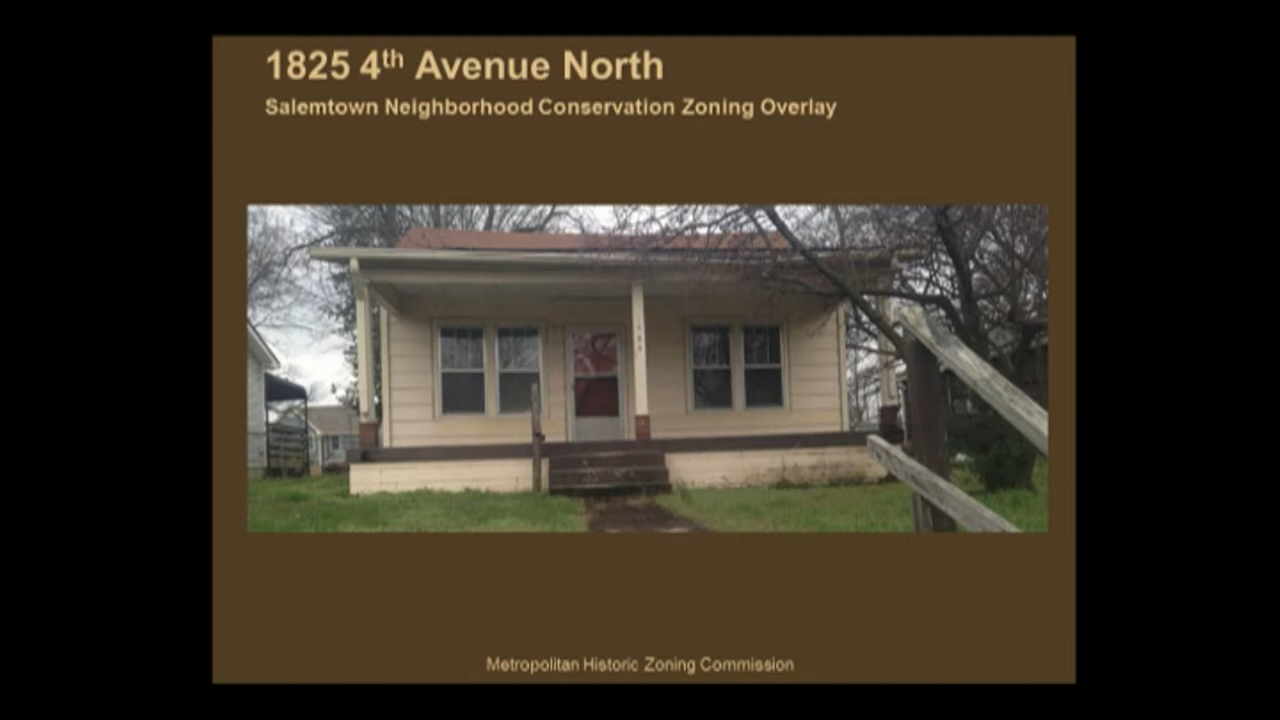 1825 4th Avenue North
Salemtown Neighborhood Conservation Zoning Overlay
Metropolitan Historic Zoning Commission